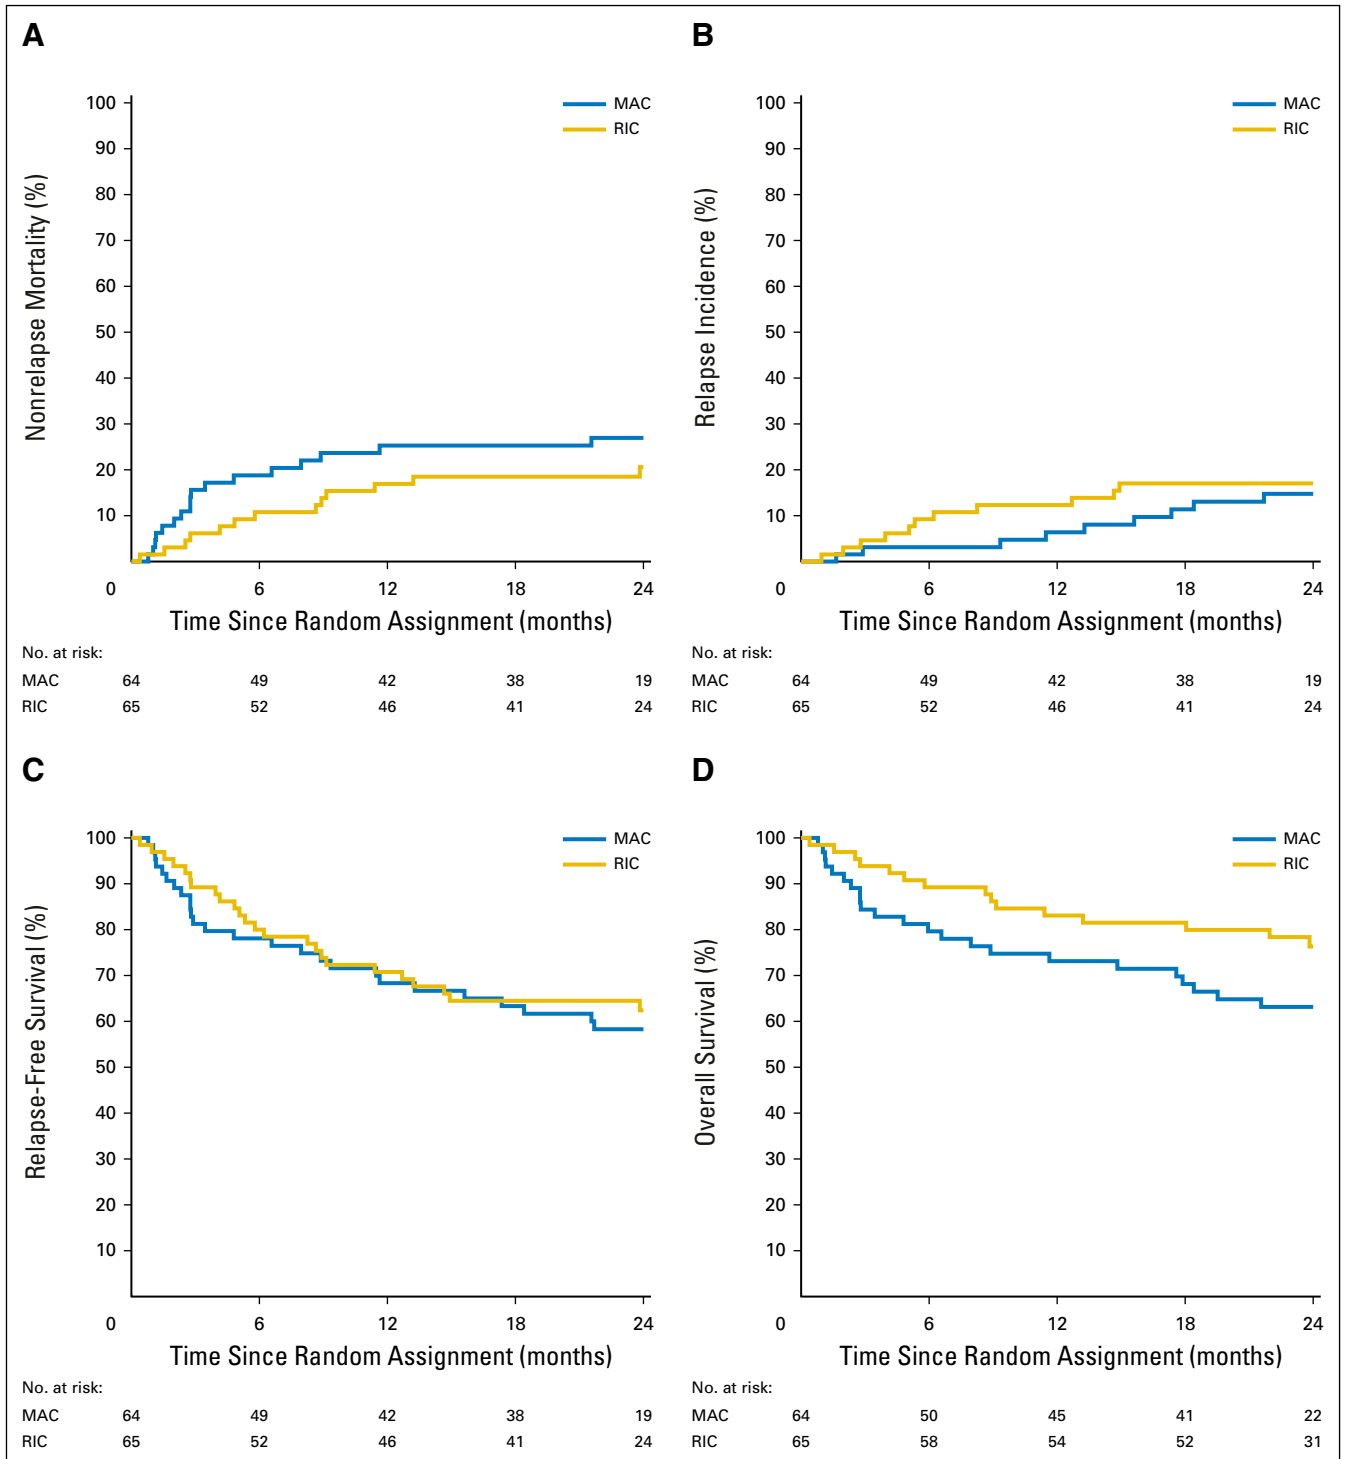 A
100
90
80
70
60
50
40
30
20
10
Nonrelapse Mortality (%)
MAC
RIC
0 6 12 18 24
Time Since Random Assignment (months)
No. at risk:
MAC 64 49 42 38 19
RIC 65 52 46 41 24
B
100
90
80
70
60
50
40
30
20
10
Relapse Incidence (%)
MAC
RIC
0 6 12 18 24
Time Since Random Assignment (months)
No. at risk:
MAC 64 49 42 38 19
RIC 65 52 46 41 24
C
100
90
80
70
60
50
40
30
20
10
Relapse-Free Survival (%)
MAC
RIC
0 6 12 18 24
Time Since Random Assignment (months)
No. at risk:
MAC 64 49 42 38 19
RIC 65 52 46 41 24
D
100
90
80
70
60
50
40
30
20
10
Overall Survival (%)
MAC
RIC
0 6 12 18 24
Time Since Random Assignment (months)
No. at risk:
MAC 64 50 45 41 22
RIC 65 58 54 52 31